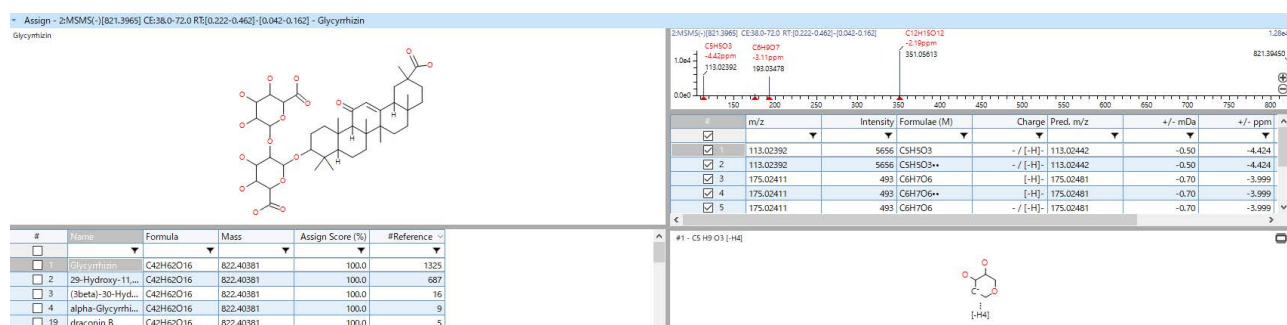 Assign - 2:MSMS(-)[821.3965] CE:38.0-72.0 RT:[0.222-0.462]-[0.042-0.162] - Glycyrrhizin
Glycyrrhizin
2:MSMS(-)[821.3965] CE:38.0-72.0 RT:[0.222-0.462]-[0.042-0.162]
1.28e4
C5H5O3
-4.42ppm
113.02392
C6H9O7
-3.11ppm
193.03478
C12H15O12
-2.19ppm
351.05613
821.39450
1.0e4
0.0e0
150 200 250 300 350 400 450 500 550 600 650 700 750 800
# m/z Intensity Formulae (M) Charge Pred. m/z +/- mDa +/- ppm
1 113.02392 5656 C5H5O3 - / [-H]- 113.02442 -0.50 -4.424
2 113.02392 5656 C5H5O3•• - / [-H]- 113.02442 -0.50 -4.424
3 175.02411 493 C6H7O6 [-H]- 175.02481 -0.70 -3.999
4 175.02411 493 C6H7O6•• [-H]- 175.02481 -0.70 -3.999
5 175.02411 493 C6H7O6 - / [-H]- 175.02481 -0.70 -3.999
# Name Formula Mass Assign Score (%) #Reference
1 Glycyrrhizin C42H62O16 822.40381 100.0 1325
2 29-Hydroxy-11,... C42H62O16 822.40381 100.0 687
3 (3beta)-30-Hyd... C42H62O16 822.40381 100.0 16
4 alpha-Glycyrrhi... C42H62O16 822.40381 100.0 9
19 draconin B C42H62O16 822.40381 100.0 5
#1 - C5 H9 O3 [-H4]
O
O
C-
O
[-H4]